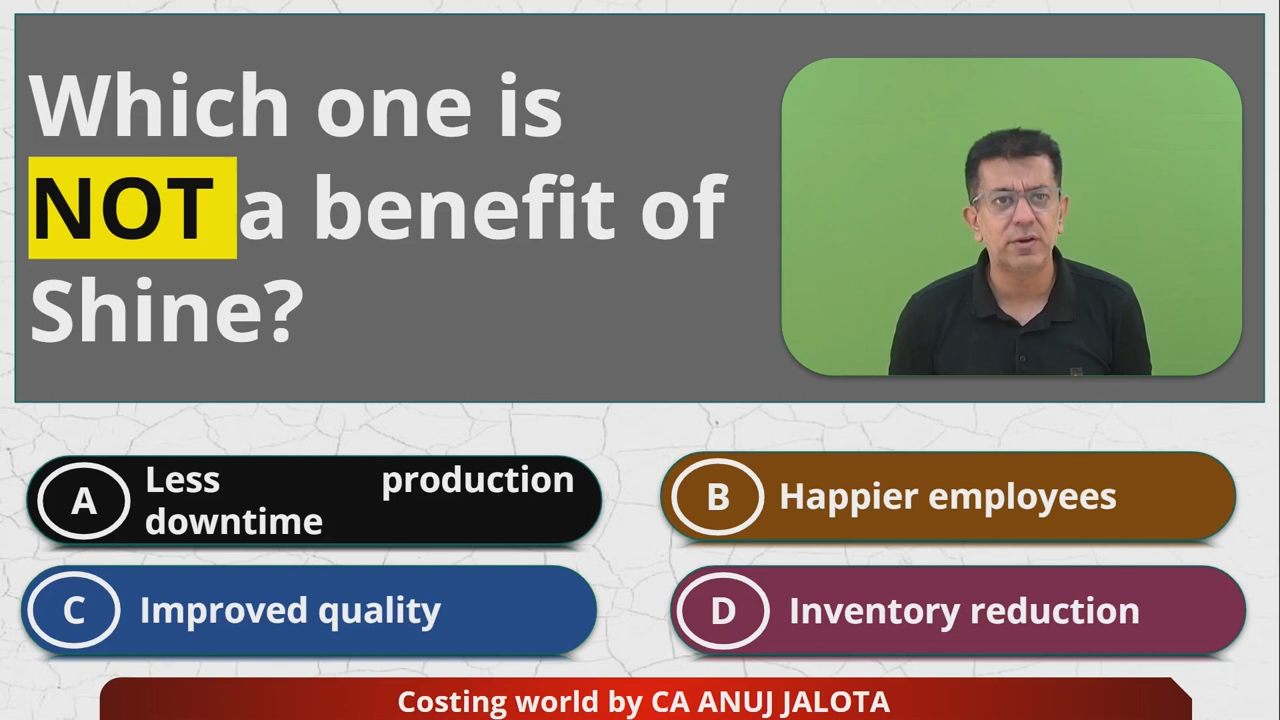 Which one is
NOT a benefit of
Shine?
A
Less production
downtime
B
Happier employees
C
Improved quality
D
Inventory reduction
Costing world by CA ANUJ JALOTA